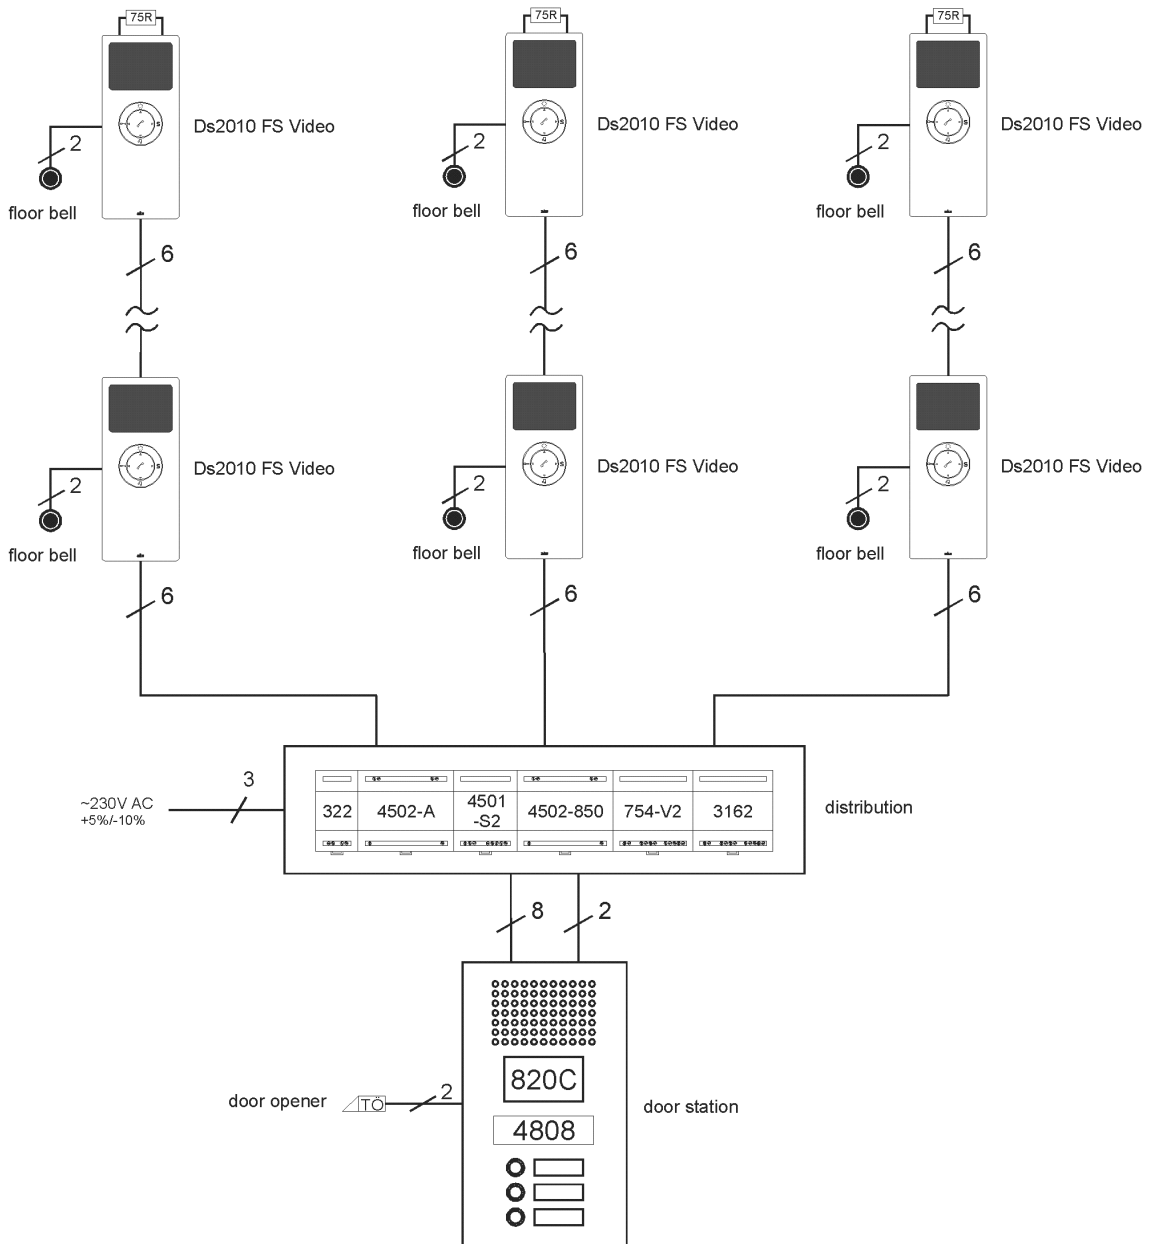 75R
75R
75R
Ds2010 FS Video
Ds2010 FS Video
Ds2010 FS Video
2
2
2
floor bell
floor bell
floor bell
6
6
6
Ds2010 FS Video
Ds2010 FS Video
Ds2010 FS Video
2
2
2
floor bell
floor bell
floor bell
6
6
6
3
~230V AC
+5%/-10%
322
4502-A
4501
-S2
4502-850
754-V2
3162
distribution
8
2
820C
door opener
TÖ
2
door station
4808